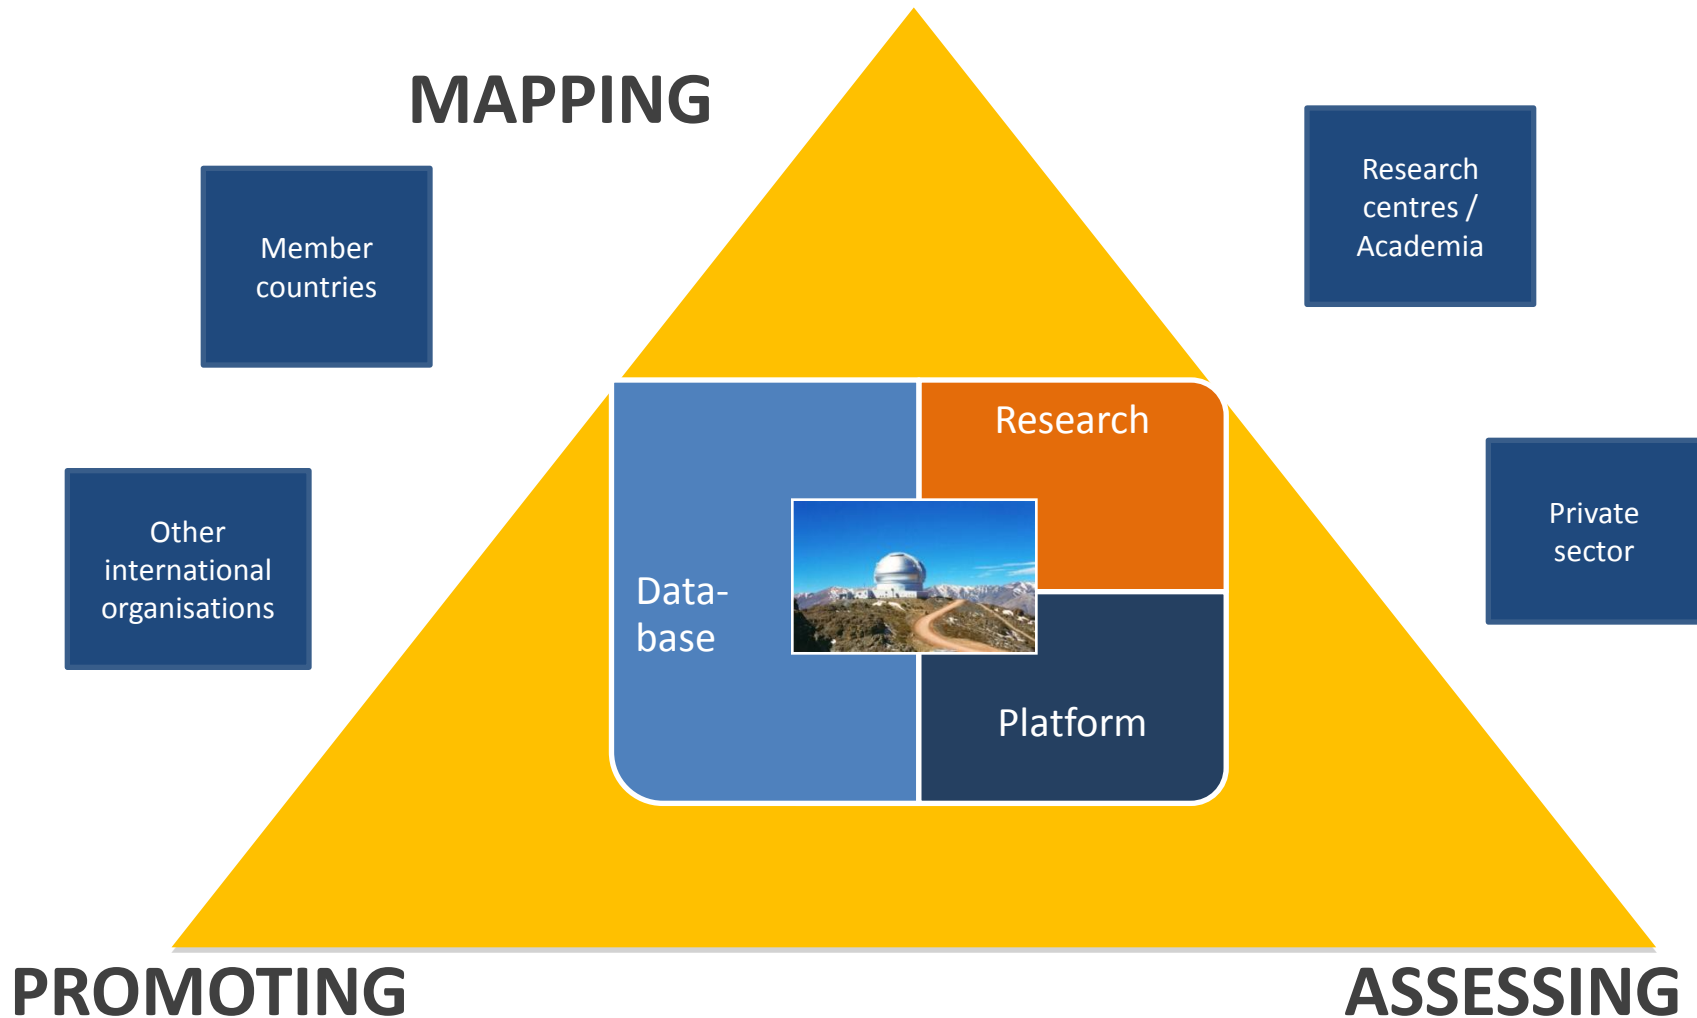 MAPPING
Member
countries
Research
centres /
Academia
Other
international
organisations
Private
sector
Research
Data-
base
Platform
PROMOTING
ASSESSING